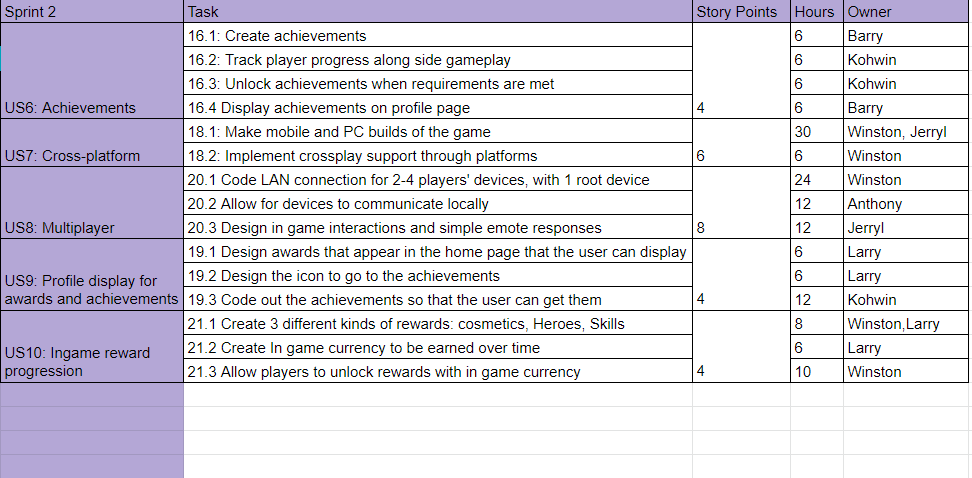 Sprint 2 Task Story Points Hours Owner
16.1: Create achievements 6 Barry
16.2: Track player progress along side gameplay 6 Kohwin
16.3: Unlock achievements when requirements are met 6 Kohwin
US6: Achievements 16.4 Display achievements on profile page 4 6 Barry
18.1: Make mobile and PC builds of the game 30 Winston, Jerryl
US7: Cross-platform 18.2: Implement crossplay support through platforms 6 6 Winston
20.1 Code LAN connection for 2-4 players' devices, with 1 root device 24 Winston
20.2 Allow for devices to communicate locally 12 Anthony
US8: Multiplayer 20.3 Design in game interactions and simple emote responses 8 12 Jerryl
19.1 Design awards that appear in the home page that the user can display 6 Larry
US9: Profile display for 19.2 Design the icon to go to the achievements 6 Larry
awards and achievements 19.3 Code out the achievements so that the user can get them 4 12 Kohwin
21.1 Create 3 different kinds of rewards: cosmetics, Heroes, Skills 8 Winston,Larry
US10: Ingame reward 21.2 Create In game currency to be earned over time 6 Larry
progression 21.3 Allow players to unlock rewards with in game currency 4 10 Winston